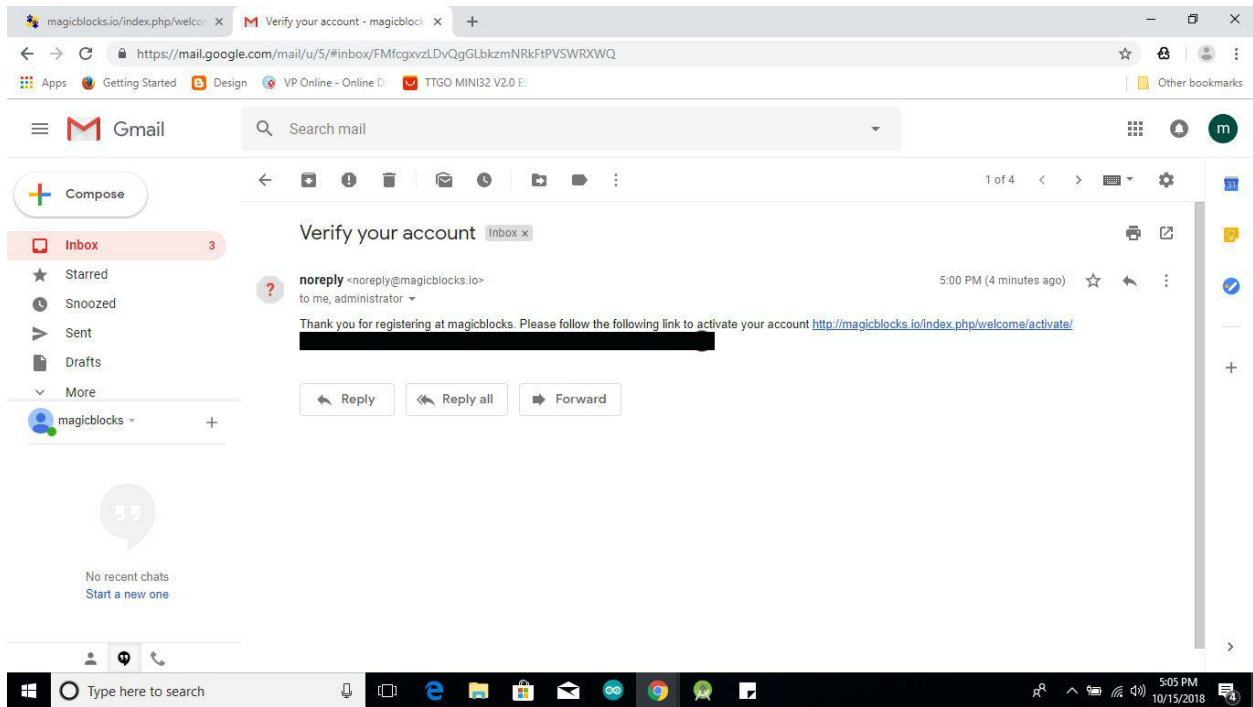 magicblocks.io/index.php/welcor
Verify your account - magicblock
https://mail.google.com/mail/u/5/#inbox/FMfcgxvzLDvQgGLbkzmNRkFtPVSWRXWQ
Apps Getting Started Design VP Online - Online D TTGO MINI32 V2.0 ES Other bookmarks
Gmail
Search mail
m
Compose
1 of 4
31
Verify your account Inbox x
Inbox 3
Starred
Snoozed
Sent
Drafts
More
noreply <noreply@magicblocks.io> 5:00 PM (4 minutes ago)
to me, administrator
Thank you for registering at magicblocks. Please follow the following link to activate your account http://magicblocks.io/index.php/welcome/activate/
Reply Reply all Forward
magicblocks
No recent chats
Start a new one
Type here to search
5:05 PM
10/15/2018
4